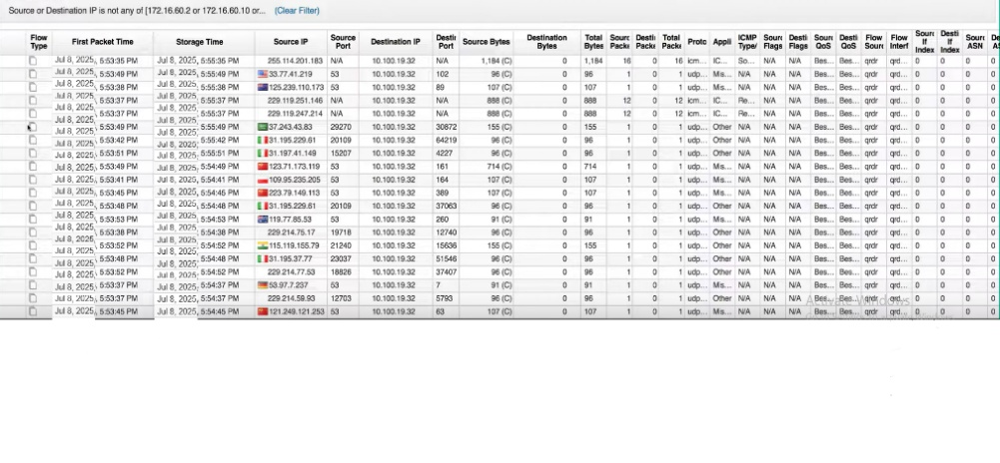 Source or Destination IP is not any of [172.16.60.2 or 172.16.60.10 or... (Clear Filter)
Flow Type First Packet Time Storage Time Source IP Source Port Destination IP Desti Port Source Bytes Destination Bytes Total Bytes Sourc Packe Destin Packe Total Packe Protc Appli ICMP Type/ Sourc Flags Desti Flags Sourc QoS Desti QoS Flow Sourc Flow Interf Sourc If Index Desti If Index Sourc ASN De
Jul 8, 2025, 5:53:35 PM Jul 8, 2025, 5:55:35 PM 255.114.201.183 N/A 10.100.19.32 N/A 1,184 (C) 0 1,184 16 0 16 icm... IC... So... N/A N/A Bes... Bes... qrdr qrd... 0 0 0 0
Jul 8, 2025, 5:53:49 PM Jul 8, 2025, 5:55:49 PM 33.77.41.219 53 10.100.19.32 102 96 (C) 0 96 1 0 1 udp... Mis... N/A N/A N/A Bes... Bes... qrdr qrd... 0 0 0 0
Jul 8, 2025, 5:53:38 PM Jul 8, 2025, 5:55:38 PM 125.239.110.173 53 10.100.19.32 89 107 (C) 0 107 1 0 1 udp... Mis... N/A N/A N/A Bes... Bes... qrdr qrd... 0 0 0 0
Jul 8, 2025, 5:53:37 PM Jul 8, 2025, 5:55:37 PM 229.119.251.146 N/A 10.100.19.32 N/A 888 (C) 0 888 12 0 12 icm... IC... Re... N/A N/A Bes... Bes... qrdr qrd... 0 0 0 0
Jul 8, 2025, 5:53:37 PM Jul 8, 2025, 5:55:37 PM 229.119.247.214 N/A 10.100.19.32 N/A 888 (C) 0 888 12 0 12 icm... IC... Re... N/A N/A Bes... Bes... qrdr qrd... 0 0 0 0
Jul 8, 2025, 5:53:49 PM Jul 8, 2025, 5:55:49 PM 37.243.43.83 29270 10.100.19.32 30872 155 (C) 0 155 1 0 1 udp... Other N/A N/A N/A Bes... Bes... qrdr qrd... 0 0 0 0
Jul 8, 2025, 5:53:42 PM Jul 8, 2025, 5:55:42 PM 31.195.229.61 20109 10.100.19.32 64219 96 (C) 0 96 1 0 1 udp... Other N/A N/A N/A Bes... Bes... qrdr qrd... 0 0 0 0
Jul 8, 2025, 5:53:51 PM Jul 8, 2025, 5:55:51 PM 31.197.41.149 15207 10.100.19.32 4227 96 (C) 0 96 1 0 1 udp... Other N/A N/A N/A Bes... Bes... qrdr qrd... 0 0 0 0
Jul 8, 2025, 5:53:49 PM Jul 8, 2025, 5:54:49 PM 123.71.173.119 53 10.100.19.32 161 714 (C) 0 714 1 0 1 udp... Mis... N/A N/A N/A Bes... Bes... qrdr qrd... 0 0 0 0
Jul 8, 2025, 5:53:41 PM Jul 8, 2025, 5:54:41 PM 109.95.235.205 53 10.100.19.32 164 107 (C) 0 107 1 0 1 udp... Mis... N/A N/A N/A Bes... Bes... qrdr qrd... 0 0 0 0
Jul 8, 2025, 5:53:45 PM Jul 8, 2025, 5:54:45 PM 223.79.149.113 53 10.100.19.32 389 107 (C) 0 107 1 0 1 udp... Mis... N/A N/A N/A Bes... Bes... qrdr qrd... 0 0 0 0
Jul 8, 2025, 5:53:48 PM Jul 8, 2025, 5:54:48 PM 31.195.229.61 20109 10.100.19.32 37063 96 (C) 0 96 1 0 1 udp... Other N/A N/A N/A Bes... Bes... qrdr qrd... 0 0 0 0
Jul 8, 2025, 5:53:53 PM Jul 8, 2025, 5:54:53 PM 119.77.85.53 53 10.100.19.32 260 91 (C) 0 91 1 0 1 udp... Mis... N/A N/A N/A Bes... Bes... qrdr qrd... 0 0 0 0
Jul 8, 2025, 5:53:38 PM Jul 8, 2025, 5:54:38 PM 229.214.75.17 19718 10.100.19.32 12740 96 (C) 0 96 1 0 1 udp... Other N/A N/A N/A Bes... Bes... qrdr qrd... 0 0 0 0
Jul 8, 2025, 5:53:52 PM Jul 8, 2025, 5:54:52 PM 115.119.155.79 21240 10.100.19.32 15636 155 (C) 0 155 1 0 1 udp... Other N/A N/A N/A Bes... Bes... qrdr qrd... 0 0 0 0
Jul 8, 2025, 5:53:48 PM Jul 8, 2025, 5:54:48 PM 31.195.37.77 23037 10.100.19.32 51546 96 (C) 0 96 1 0 1 udp... Other N/A N/A N/A Bes... Bes... qrdr qrd... 0 0 0 0
Jul 8, 2025, 5:53:52 PM Jul 8, 2025, 5:54:52 PM 229.214.77.53 18826 10.100.19.32 37407 96 (C) 0 96 1 0 1 udp... Other N/A N/A N/A Bes... Bes... qrdr qrd... 0 0 0 0
Jul 8, 2025, 5:53:37 PM Jul 8, 2025, 5:54:37 PM 53.97.7.237 53 10.100.19.32 7 91 (C) 0 91 1 0 1 udp... Mis... N/A N/A N/A Bes... Bes... qrdr qrd... 0 0 0 0
Jul 8, 2025, 5:53:37 PM Jul 8, 2025, 5:54:37 PM 229.214.59.93 12703 10.100.19.32 5793 96 (C) 0 96 1 0 1 udp... Other N/A N/A N/A Bes... Bes... qrdr qrd... 0 0 0 0
Jul 8, 2025, 5:53:45 PM Jul 8, 2025, 5:54:45 PM 121.249.121.253 53 10.100.19.32 63 107 (C) 0 107 1 0 1 udp... Mis... N/A N/A N/A Bes... Bes... qrdr qrd... 0 0 0 0
Activate Windows